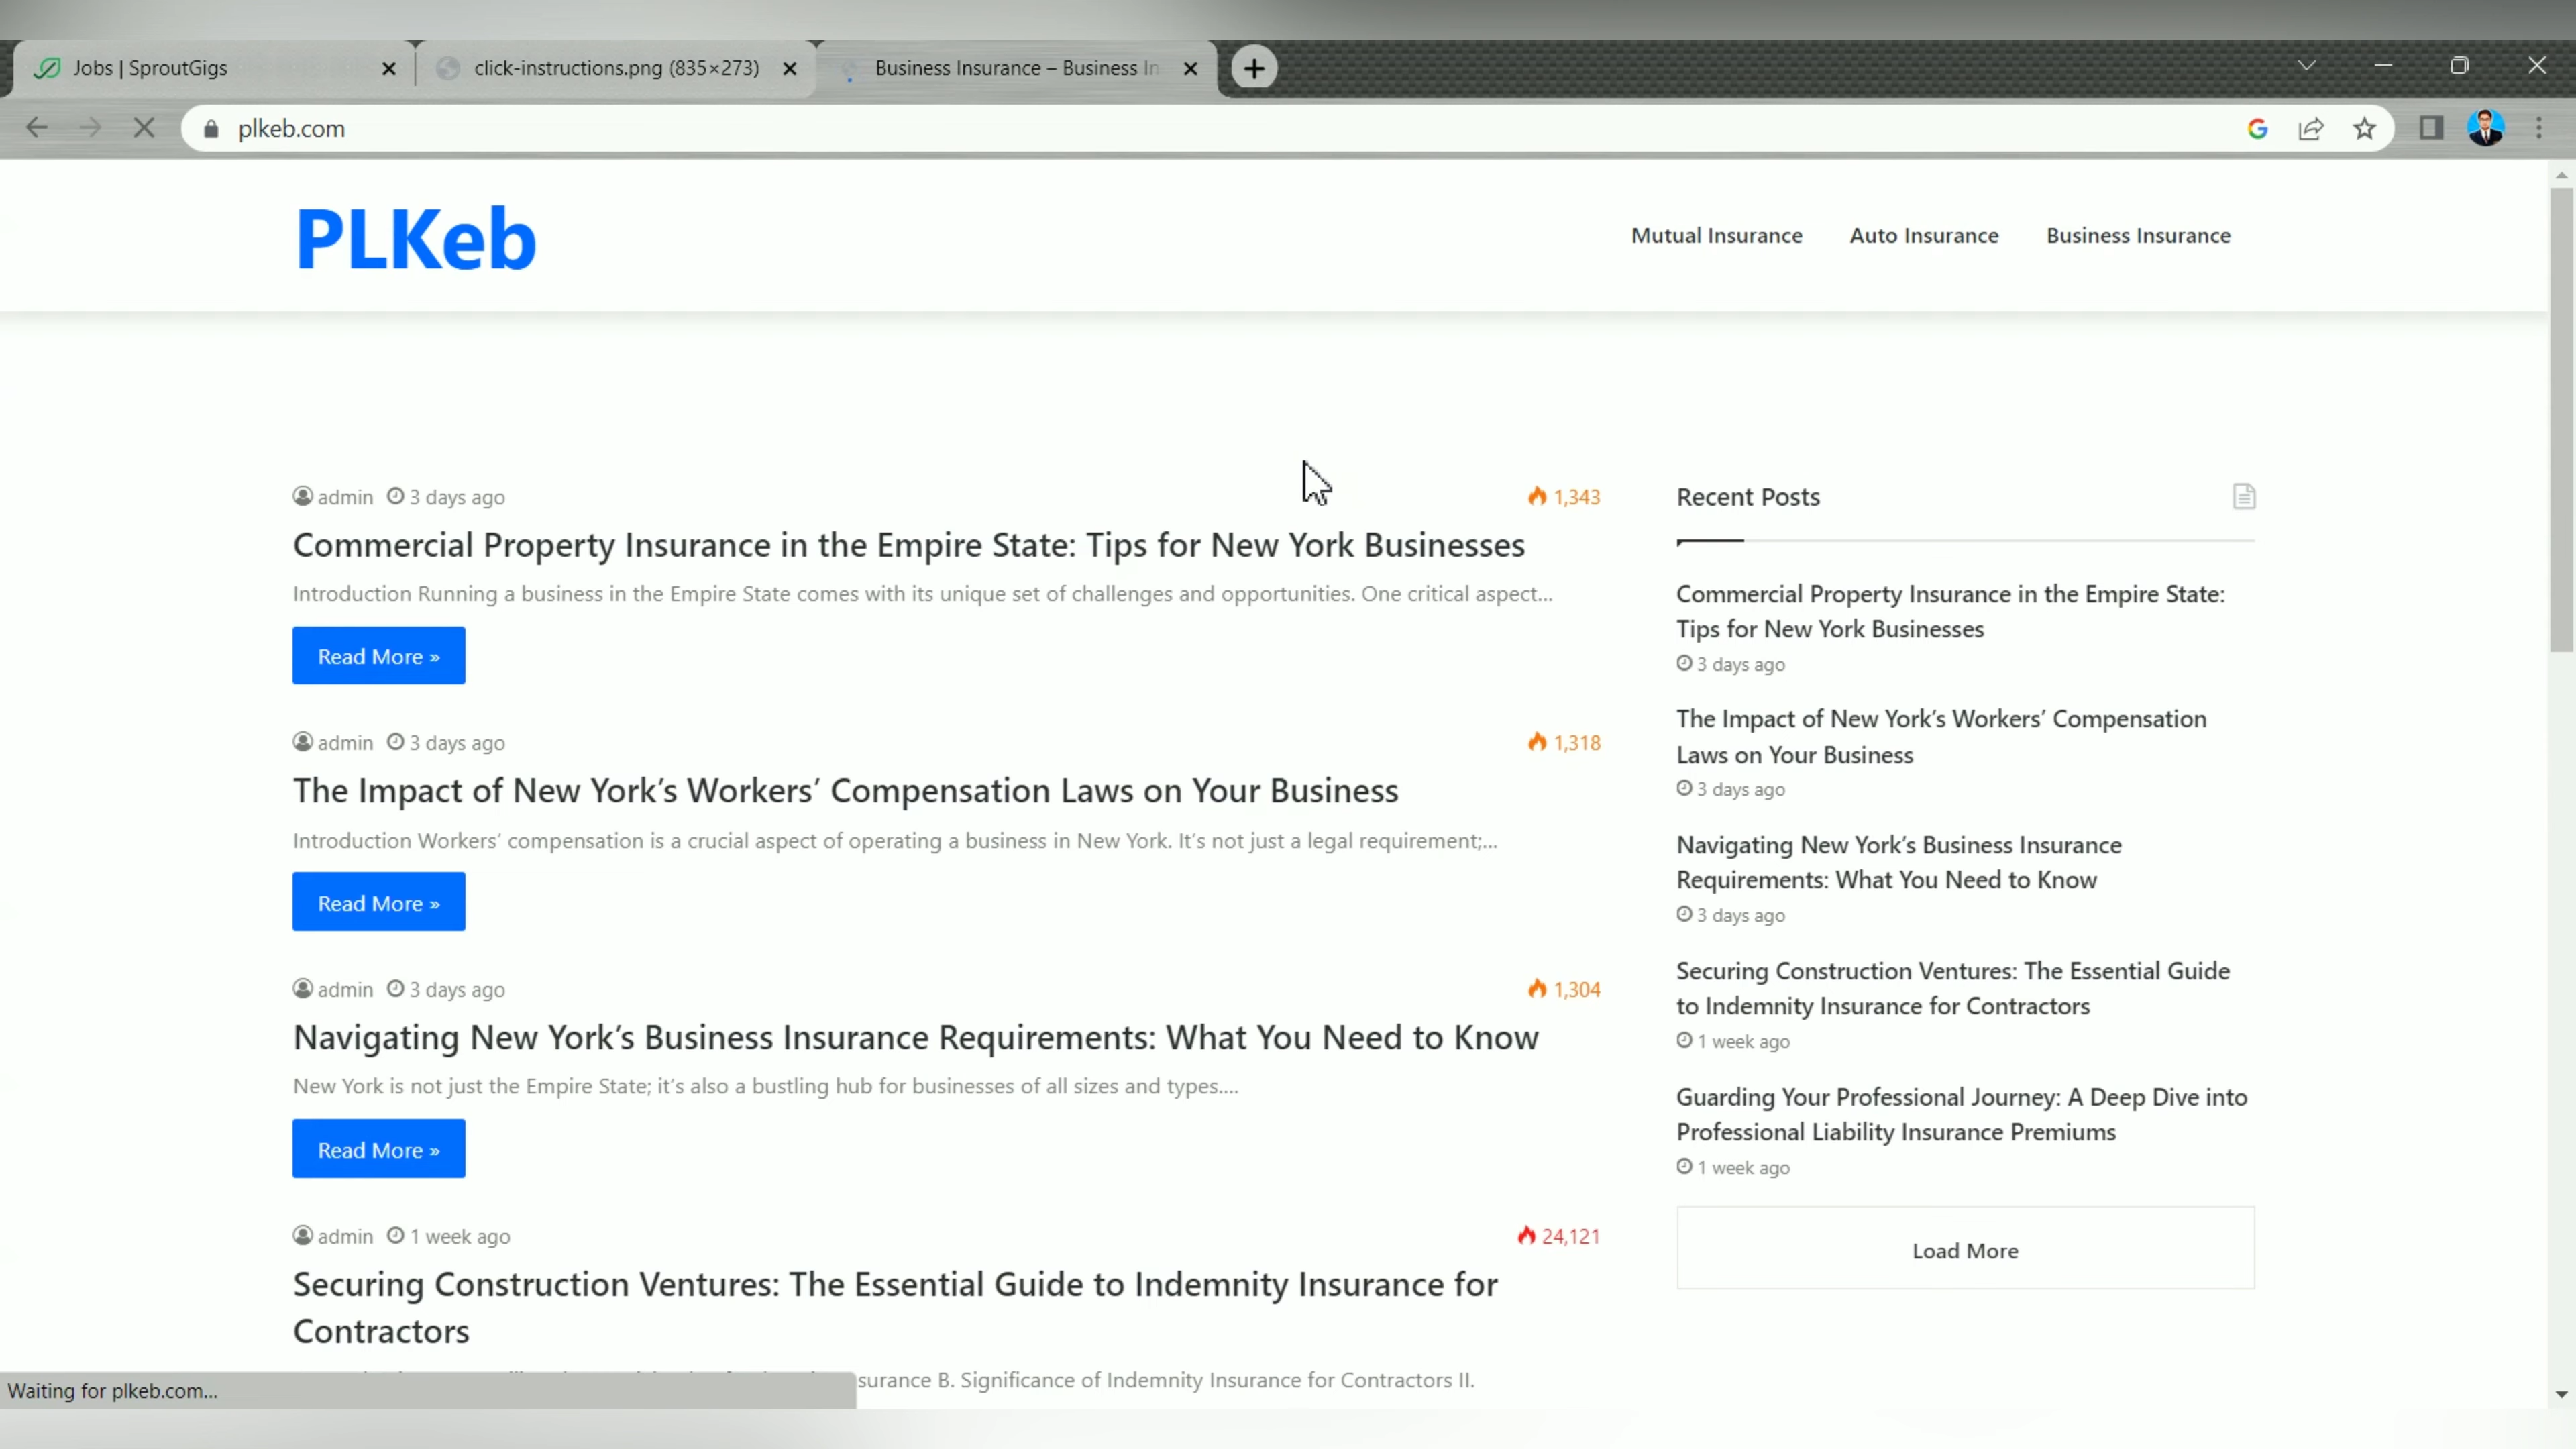 Jobs | SproutGigs
click-instructions.png (835×273)
Business Insurance – Business In
plkeb.com
PLKeb
Mutual Insurance
Auto Insurance
Business Insurance
admin 3 days ago
1,343
Commercial Property Insurance in the Empire State: Tips for New York Businesses
Introduction Running a business in the Empire State comes with its unique set of challenges and opportunities. One critical aspect...
Read More »
admin 3 days ago
1,318
The Impact of New York’s Workers’ Compensation Laws on Your Business
Introduction Workers’ compensation is a crucial aspect of operating a business in New York. It’s not just a legal requirement;...
Read More »
admin 3 days ago
1,304
Navigating New York’s Business Insurance Requirements: What You Need to Know
New York is not just the Empire State; it’s also a bustling hub for businesses of all sizes and types....
Read More »
admin 1 week ago
24,121
Securing Construction Ventures: The Essential Guide to Indemnity Insurance for
Contractors
surance B. Significance of Indemnity Insurance for Contractors II.
Recent Posts
Commercial Property Insurance in the Empire State:
Tips for New York Businesses
3 days ago
The Impact of New York’s Workers’ Compensation
Laws on Your Business
3 days ago
Navigating New York’s Business Insurance
Requirements: What You Need to Know
3 days ago
Securing Construction Ventures: The Essential Guide
to Indemnity Insurance for Contractors
1 week ago
Guarding Your Professional Journey: A Deep Dive into
Professional Liability Insurance Premiums
1 week ago
Load More
Waiting for plkeb.com...